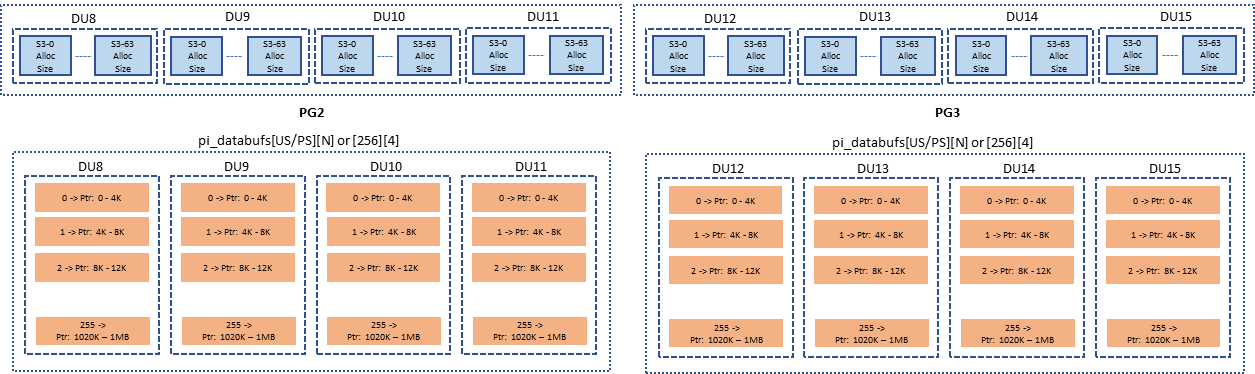 DU8 DU9 DU10 DU11 DU12 DU13 DU14 DU15
S3-0 S3-63 S3-0 S3-63 S3-0 S3-63 S3-0 S3-63 S3-0 S3-63 S3-0 S3-63 S3-0 S3-63 S3-0 S3-63
Alloc Alloc Alloc Alloc Alloc Alloc Alloc Alloc Alloc Alloc Alloc Alloc Alloc Alloc Alloc Alloc
Size Size Size Size Size Size Size Size Size Size Size Size Size Size Size Size
PG2 PG3
pi_databufs[US/PS][N] or [256][4] pi_databufs[US/PS][N] or [256][4]
DU8 DU9 DU10 DU11 DU12 DU13 DU14 DU15
0 -> Ptr: 0 - 4K 0 -> Ptr: 0 - 4K 0 -> Ptr: 0 - 4K 0 -> Ptr: 0 - 4K 0 -> Ptr: 0 - 4K 0 -> Ptr: 0 - 4K 0 -> Ptr: 0 - 4K 0 -> Ptr: 0 - 4K
1 -> Ptr: 4K - 8K 1 -> Ptr: 4K - 8K 1 -> Ptr: 4K - 8K 1 -> Ptr: 4K - 8K 1 -> Ptr: 4K - 8K 1 -> Ptr: 4K - 8K 1 -> Ptr: 4K - 8K 1 -> Ptr: 4K - 8K
2 -> Ptr: 8K - 12K 2 -> Ptr: 8K - 12K 2 -> Ptr: 8K - 12K 2 -> Ptr: 8K - 12K 2 -> Ptr: 8K - 12K 2 -> Ptr: 8K - 12K 2 -> Ptr: 8K - 12K 2 -> Ptr: 8K - 12K
255 -> 255 -> 255 -> 255 -> 255 -> 255 -> 255 -> 255 ->
Ptr: 1020K – 1MB Ptr: 1020K – 1MB Ptr: 1020K – 1MB Ptr: 1020K – 1MB Ptr: 1020K – 1MB Ptr: 1020K – 1MB Ptr: 1020K – 1MB Ptr: 1020K – 1MB